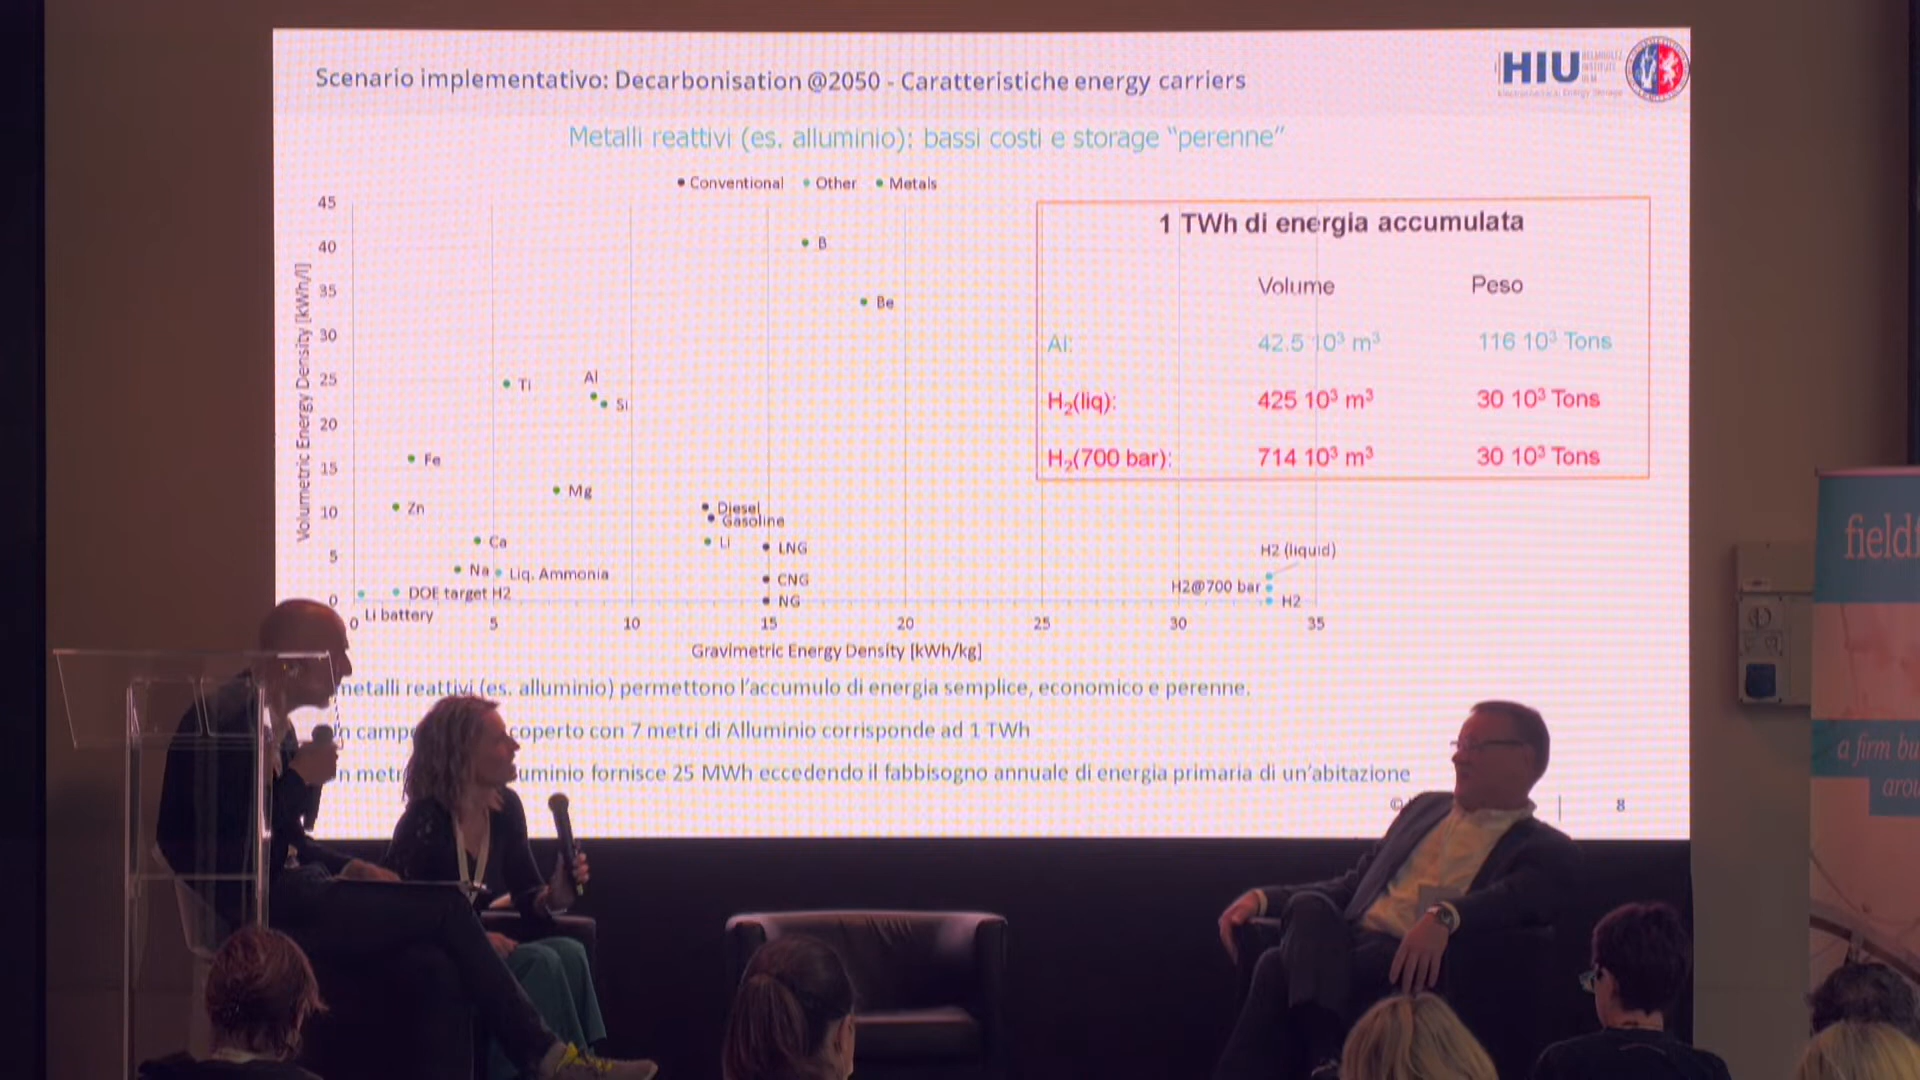 Scenario implementativo: Decarbonisation @2050 - Caratteristiche energy carriers
HIU
HELMHOLTZ
INSTITUTE
ULM
Electrochemical Energy Storage
Metalli reattivi (es. alluminio): bassi costi e storage “perenne”
Conventional Other Metals
Volumetric Energy Density [kWh/l]
45
40
35
30
25
20
15
10
5
0
B
Be
Ti
Al
Si
Fe
Mg
Zn
Diesel
Gasoline
Ca
Li
LNG
Na
Liq. Ammonia
CNG
DOE target H2
NG
Li battery
H2 (liquid)
H2@700 bar
H2
0 5 10 15 20 25 30 35
Gravimetric Energy Density [kWh/kg]
1 TWh di energia accumulata
Volume Peso
Al: 42.5 10³ m³ 116 10³ Tons
H₂(liq): 425 10³ m³ 30 10³ Tons
H₂(700 bar): 714 10³ m³ 30 10³ Tons
metalli reattivi (es. alluminio) permettono l'accumulo di energia semplice, economico e perenne.
coperto con 7 metri di Alluminio corrisponde ad 1 TWh
fornisce 25 MWh eccedendo il fabbisogno annuale di energia primaria di un'abitazione
©
8
a firm